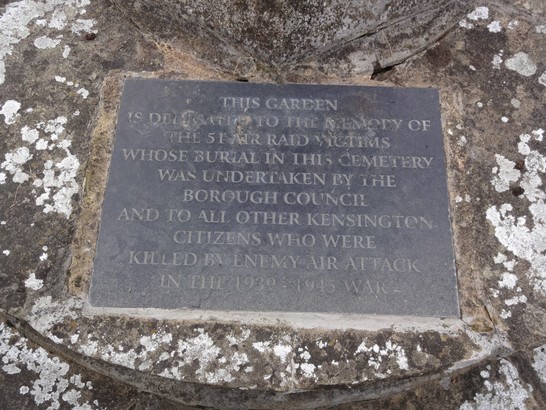 THIS GARDEN
IS DEDICATED TO THE MEMORY OF
THE 51 AIR RAID VICTIMS
WHOSE BURIAL IN THIS CEMETERY
WAS UNDERTAKEN BY THE
BOROUGH COUNCIL
AND TO ALL OTHER KENSINGTON
CITIZENS WHO WERE
KILLED BY ENEMY AIR ATTACK
IN THE 1939 - 1945 WAR